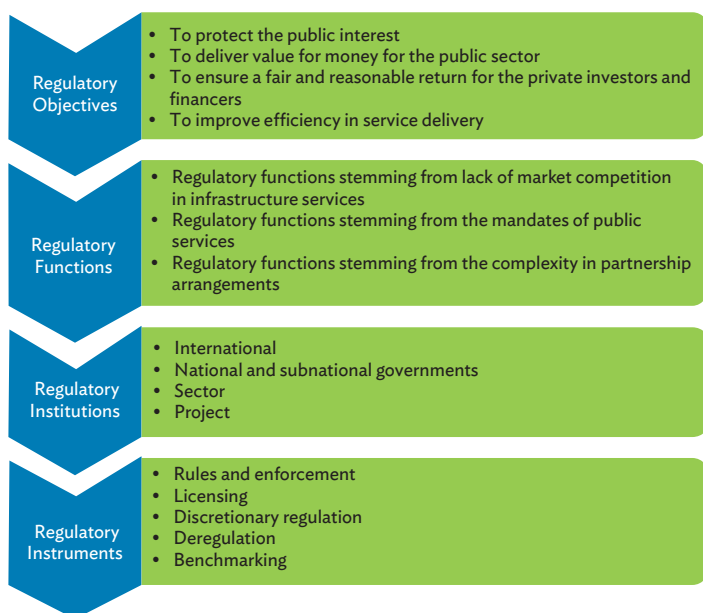 Regulatory
Objectives
• To protect the public interest
• To deliver value for money for the public sector
• To ensure a fair and reasonable return for the private investors and
financers
• To improve efficiency in service delivery
Regulatory
Functions
• Regulatory functions stemming from lack of market competition
in infrastructure services
• Regulatory functions stemming from the mandates of public
services
• Regulatory functions stemming from the complexity in partnership
arrangements
Regulatory
Institutions
• International
• National and subnational governments
• Sector
• Project
Regulatory
Instruments
• Rules and enforcement
• Licensing
• Discretionary regulation
• Deregulation
• Benchmarking